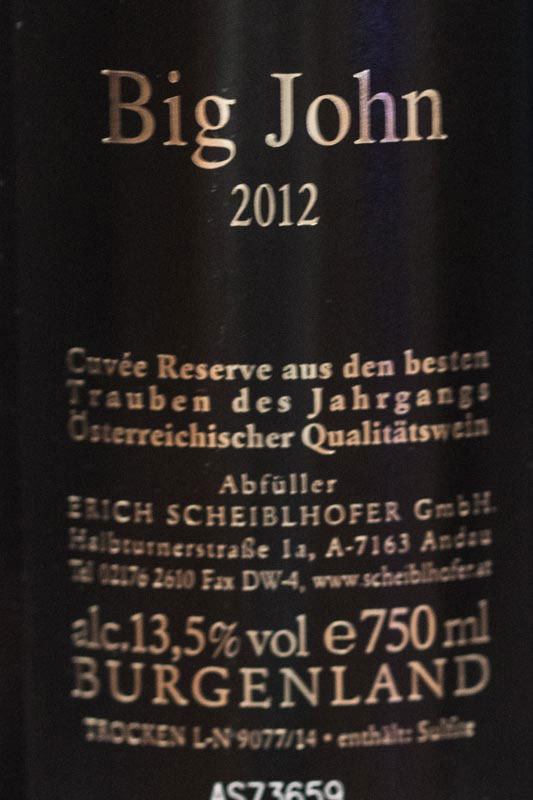 Big John
2012
Cuvée Reserve aus den besten
Trauben des Jahrgangs
Österreichischer Qualitätswein
Abfüller
ERICH SCHEIBLHOFER GmbH.
Halbturnerstraße 1a, A-7163 Andau
Tel 02176 2610 Fax DW-4, www.scheiblhofer.at
alc.13,5% vol e 750 ml
BURGENLAND
TROCKEN L-N° 9077/14 • enthält: Sulfite
AS73659